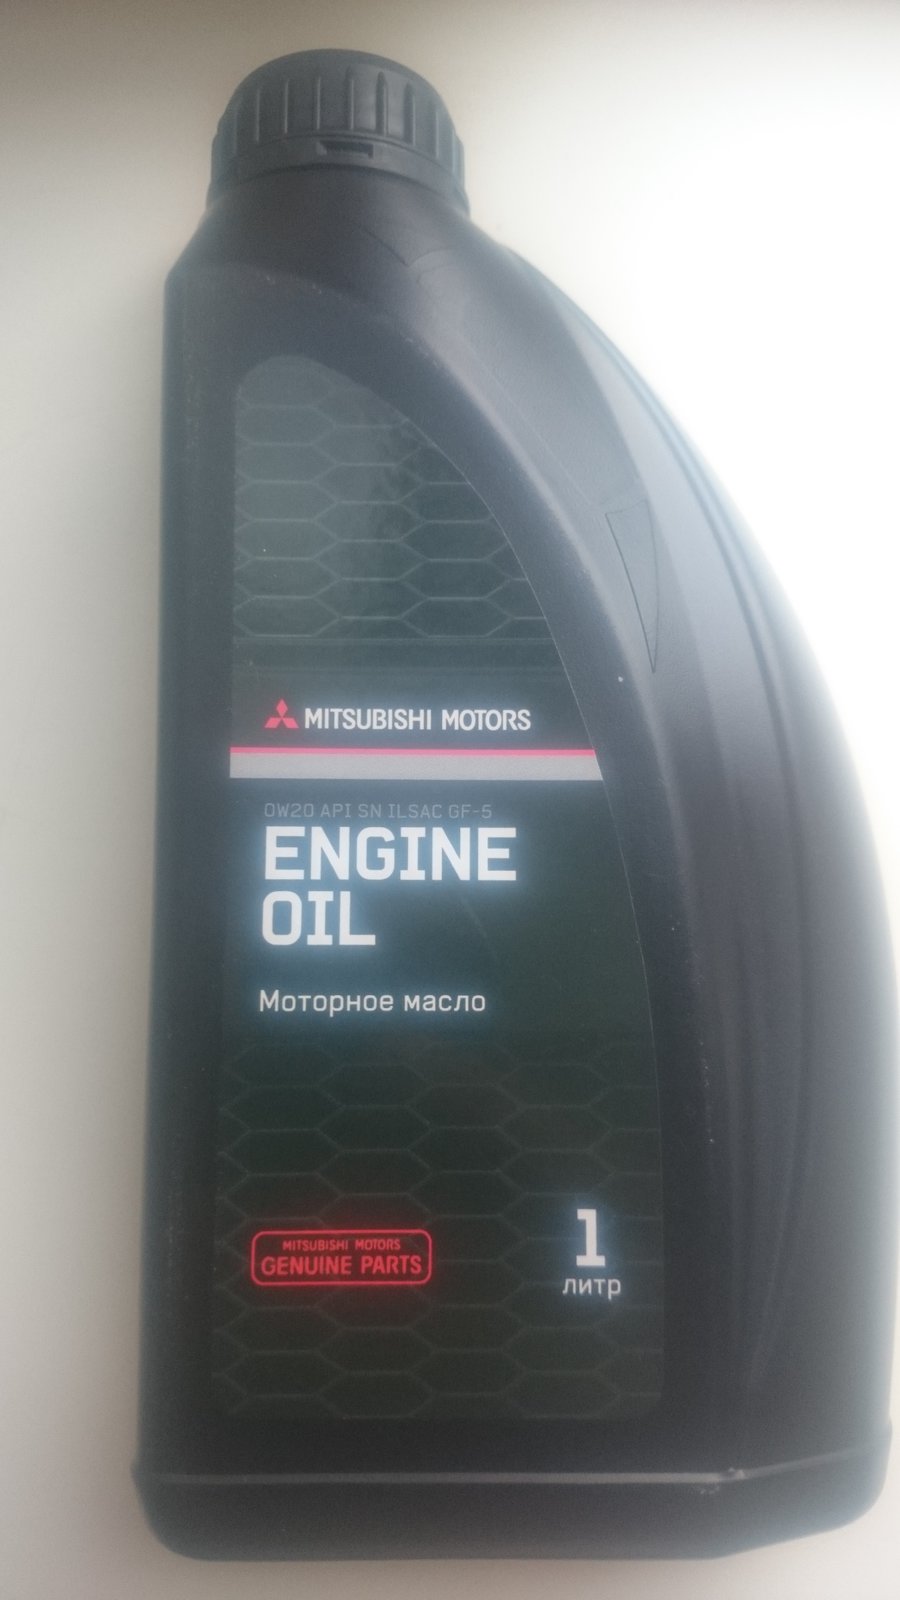 MITSUBISHI MOTORS
0W20 API SN ILSAC GF-5
ENGINE
OIL
Моторное масло
MITSUBISHI MOTORS
GENUINE PARTS
1
литр